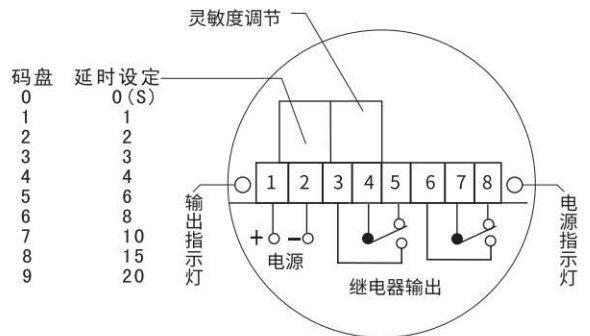 灵敏度调节
码盘 延时设定
0 0(S)
1 1
2 2
3 3
4 4
5 6
6 8
7 10
8 15
9 20
1 2 3 4 5 6 7 8
输出指示灯
+ -
电源
继电器输出
电源指示灯